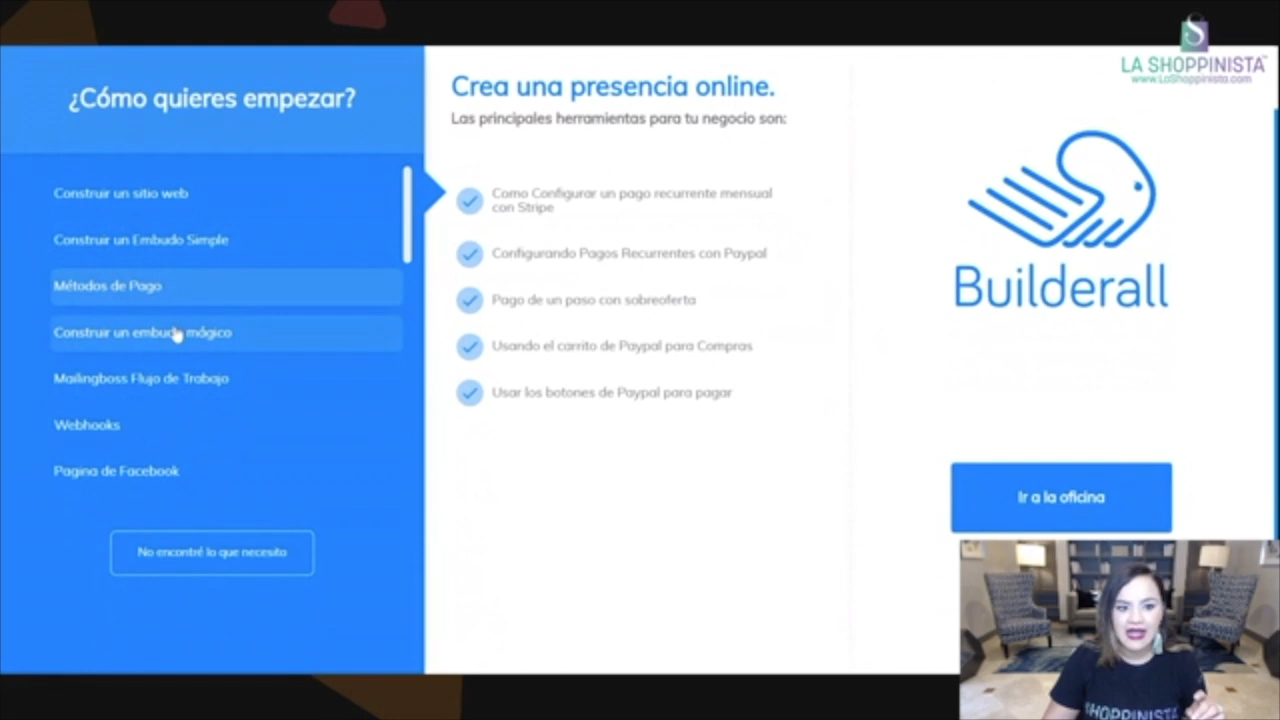 LA SHOPPINISTA™
www.LaShoppinista.com
¿Cómo quieres empezar?
Construir un sitio web
Construir un Embudo Simple
Métodos de Pago
Construir un embudo mágico
Mailingboss Flujo de Trabajo
Webhooks
Pagina de Facebook
No encontré lo que necesito
Crea una presencia online.
Las principales herramientas para tu negocio son:
Como Configurar un pago recurrente mensual
con Stripe
Configurando Pagos Recurrentes con Paypal
Pago de un paso con sobreoferta
Usando el carrito de Paypal para Compras
Usar los botones de Paypal para pagar
Builderall
Ir a la oficina
SHOPPINISTA